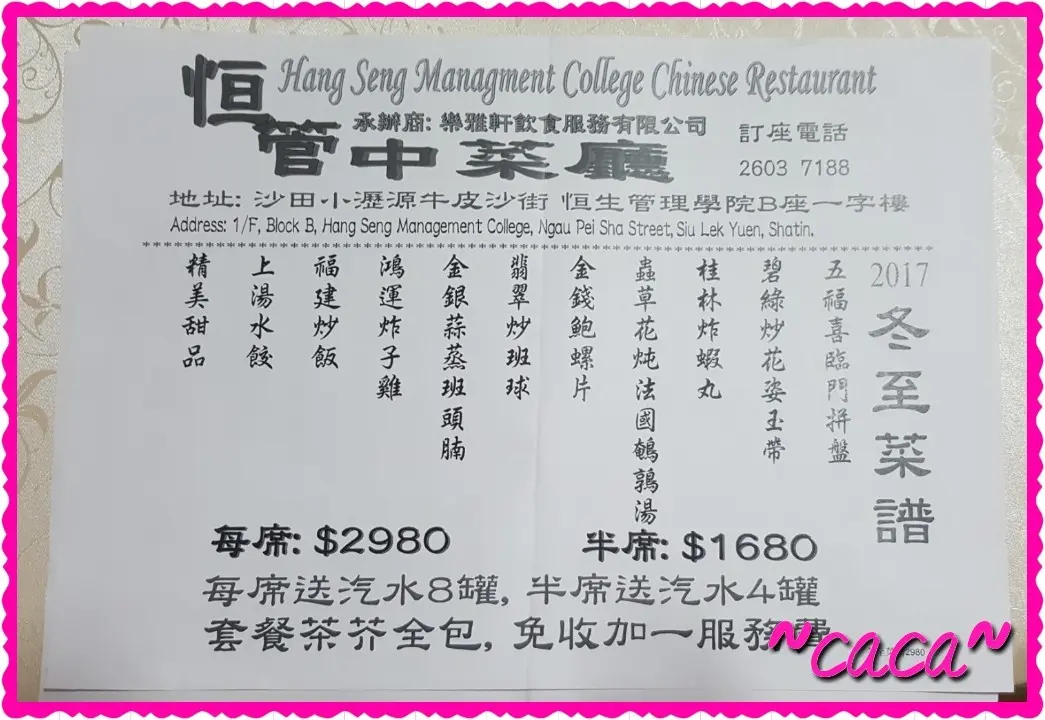 Hang Seng Managment College Chinese Restaurant
恒管中菜廳
承辦商: 樂雅軒飲食服務有限公司
訂座電話
2603 7188
地址: 沙田小瀝源牛皮沙街 恒生管理學院B座一字樓
Address: 1/F, Block B, Hang Seng Management College, Ngau Pei Sha Street, Siu Lek Yuen, Shatin.
2017
冬至菜譜
五福喜臨門拼盤
碧綠炒花姿玉帶
桂林炸蝦丸
蟲草花炖法國鵪鶉湯
金錢鮑螺片
翡翠炒班球
金銀蒜蒸班頭腩
鴻運炸子雞
福建炒飯
上湯水餃
精美甜品
每席: $2980
半席: $1680
每席送汽水8罐, 半席送汽水4罐
套餐茶芥全包, 免收加一服務費
2980
~caca~